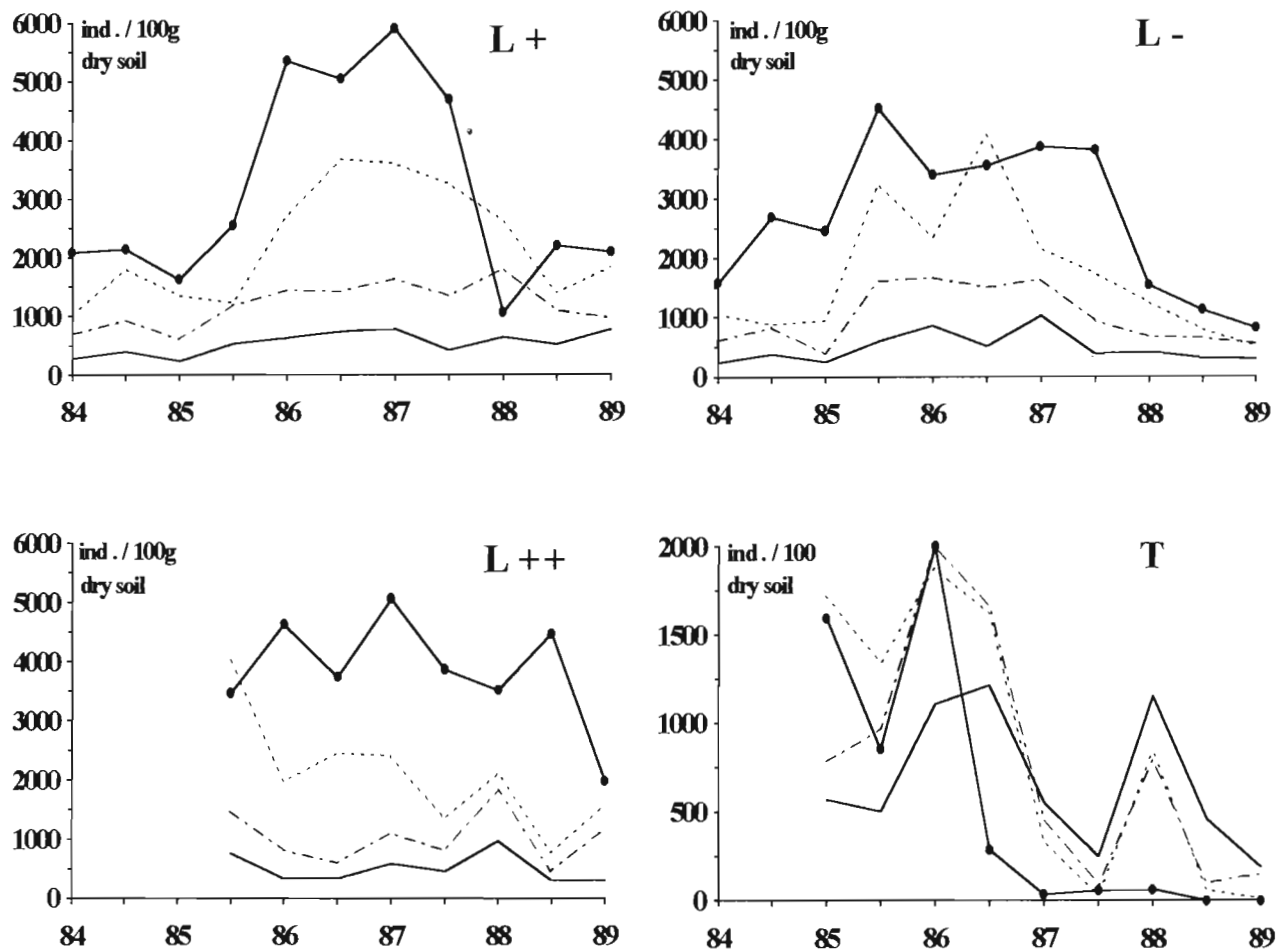 6000 ind . / 100g L +
dry soil
5000
4000
3000
2000
1000
0
84 85 86 87 88 89
6000 ind . / 100g L -
dry soil
5000
4000
3000
2000
1000
0
84 85 86 87 88 89
6000 ind . / 100g L ++
dry soil
5000
4000
3000
2000
1000
0
84 85 86 87 88 89
2000 ind . / 100 T
dry soil
1500
1000
500
0
84 85 86 87 88 89